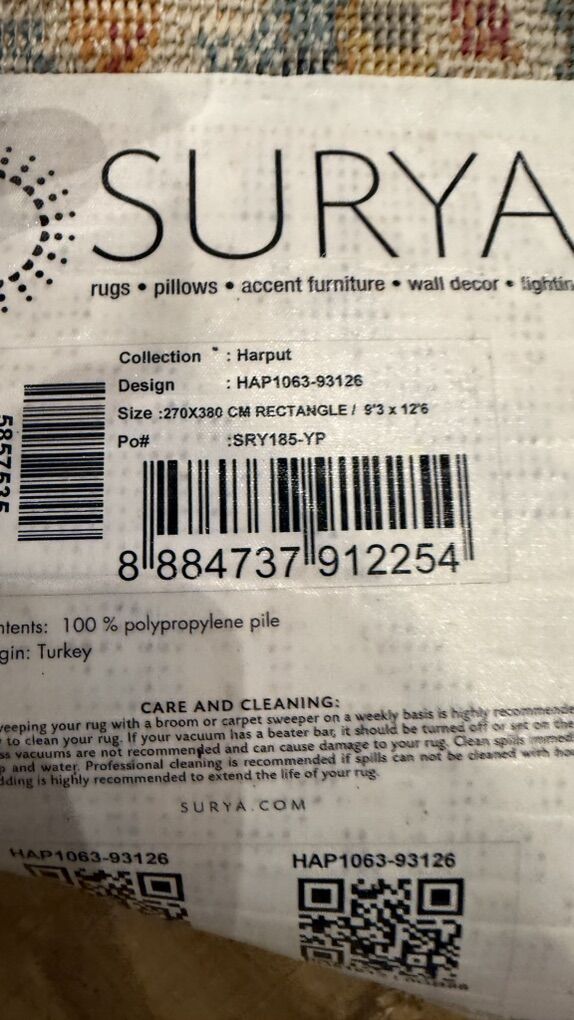 SURYA
rugs • pillows • accent furniture • wall decor • lightin
Collection : Harput
Design : HAP1063-93126
Size :270X380 CM RECTANGLE / 9'3 x 12'6
Po# :SRY185-YP
5857535
8 884737 912254
ntents: 100 % polypropylene pile
gin: Turkey
CARE AND CLEANING:
weeping your rug with a broom or carpet sweeper on a weekly basis is highly recommende
to clean your rug. If your vacuum has a beater bar, it should be turned off or set on the
ss vacuums are not recommended and can cause damage to your rug. Clean spills immedi
p and water. Professional cleaning is recommended if spills can not be cleaned with hou
dding is highly recommended to extend the life of your rug.
SURYA.COM
HAP1063-93126
HAP1063-93126